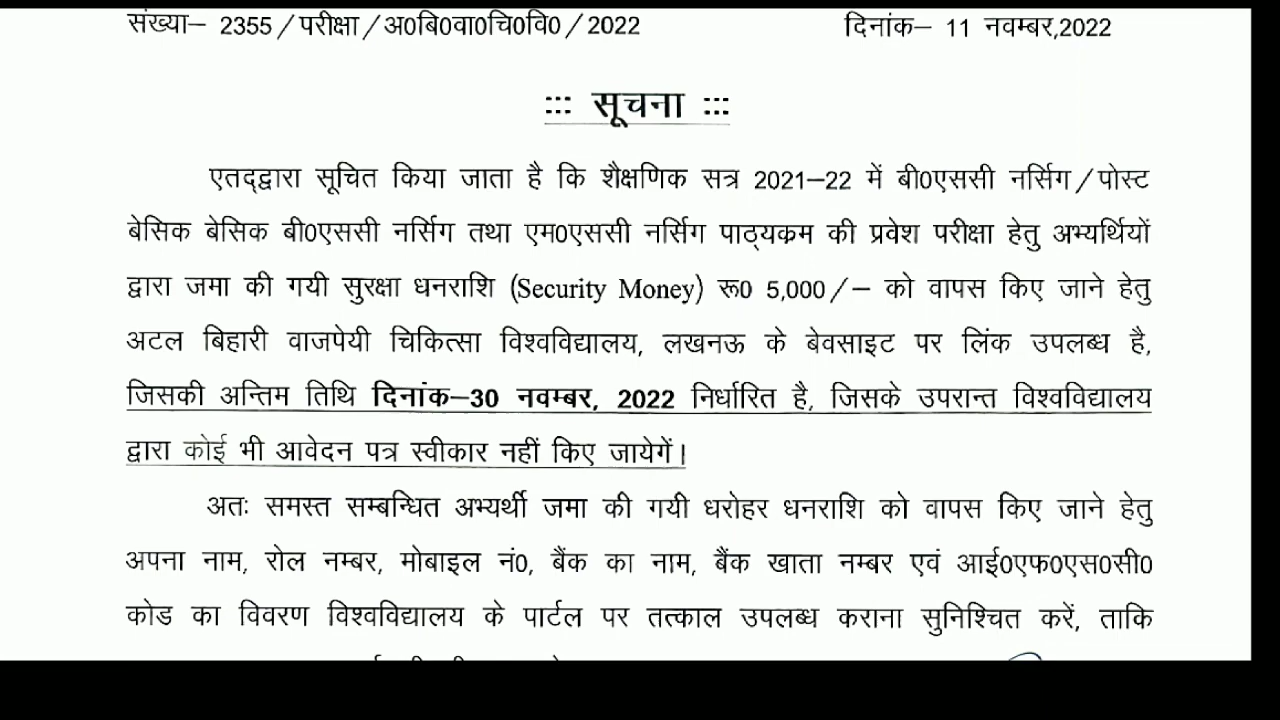 संख्या– 2355/परीक्षा/अ0बि0वा0चि0वि0/2022 दिनांक– 11 नवम्बर,2022
::: सूचना :::
एतद्द्वारा सूचित किया जाता है कि शैक्षणिक सत्र 2021–22 में बी0एससी नर्सिग/पोस्ट
बेसिक बेसिक बी0एससी नर्सिग तथा एम0एससी नर्सिग पाठ्यकम की प्रवेश परीक्षा हेतु अभ्यर्थियों
द्वारा जमा की गयी सुरक्षा धनराशि (Security Money) रू0 5,000/– को वापस किए जाने हेतु
अटल बिहारी वाजपेयी चिकित्सा विश्वविद्यालय, लखनऊ के बेवसाइट पर लिंक उपलब्ध है,
जिसकी अन्तिम तिथि दिनांक–30 नवम्बर, 2022 निर्धारित है, जिसके उपरान्त विश्वविद्यालय
द्वारा कोई भी आवेदन पत्र स्वीकार नहीं किए जायेगें।
अतः समस्त सम्बन्धित अभ्यर्थी जमा की गयी धरोहर धनराशि को वापस किए जाने हेतु
अपना नाम, रोल नम्बर, मोबाइल नं0, बैंक का नाम, बैंक खाता नम्बर एवं आई0एफ0एस0सी0
कोड का विवरण विश्वविद्यालय के पार्टल पर तत्काल उपलब्ध कराना सुनिश्चित करें, ताकि